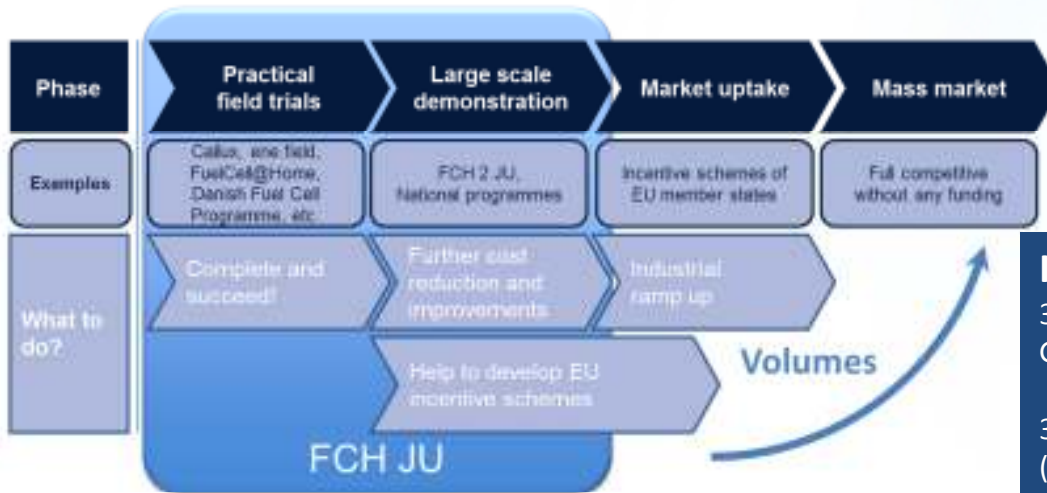 Phase
Practical
field trials
Large scale
demonstration
Market uptake
Mass market
Examples
Callux, ene.field,
FuelCell@Home,
Danish Fuel Cell
Programme, etc
FCH 2 JU,
National programmes
Incentive schemes of
EU member states
Full competitive
without any funding
What to
do?
Complete and
succeed!
Further cost
reduction and
improvements
Industrial
ramp up
Help to develop EU
incentive schemes
Volumes
FCH JU
3
3
(